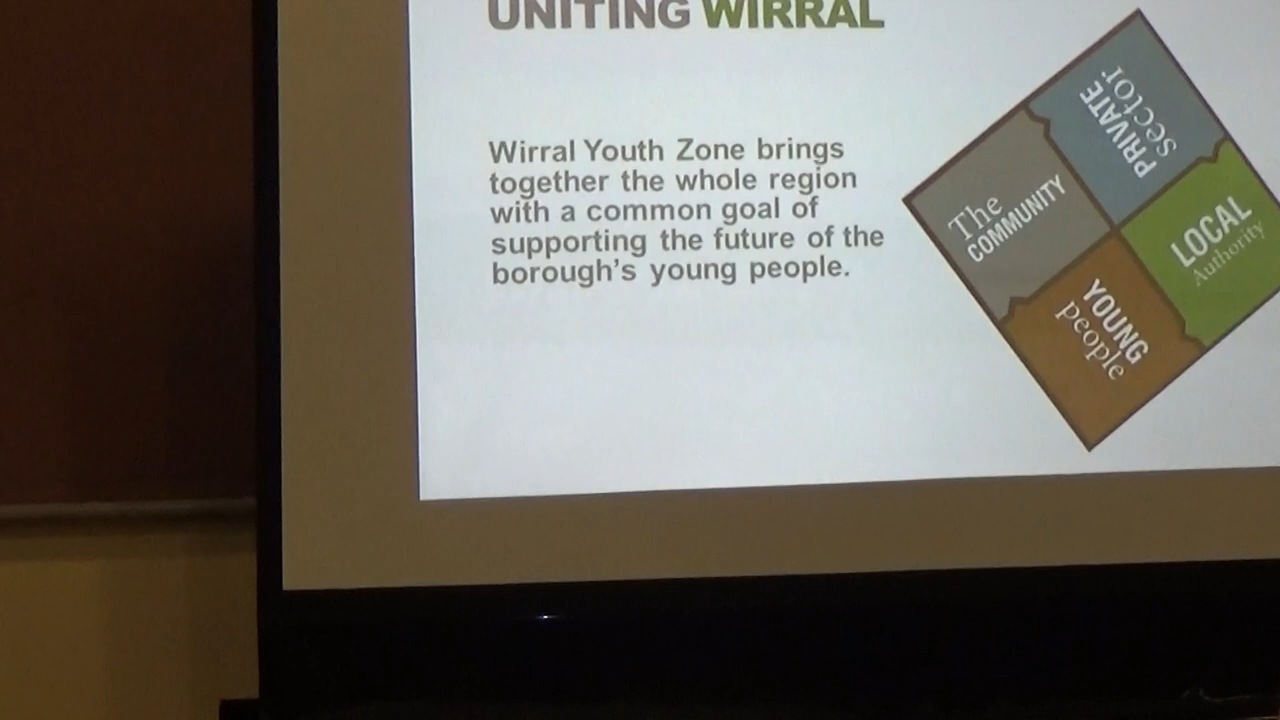 UNITING WIRRAL
Wirral Youth Zone brings
together the whole region
with a common goal of
supporting the future of the
borough's young people.
PRIVATE
sector
The
COMMUNITY
LOCAL
Authority
YOUNG
people